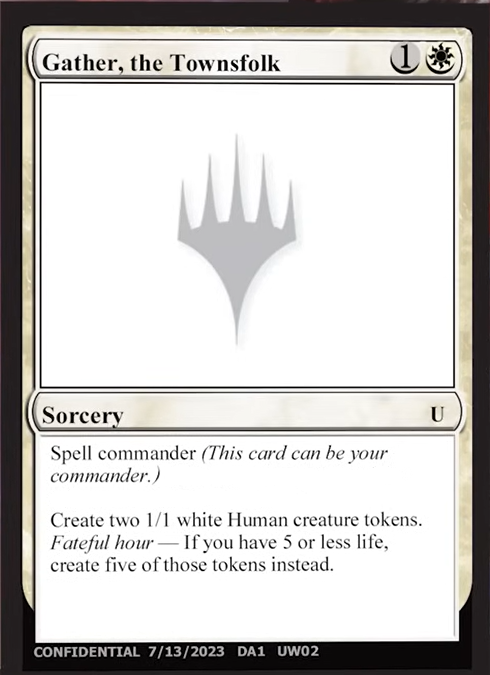 Gather, the Townsfolk 1
Sorcery U
Spell commander (This card can be your
commander.)
Create two 1/1 white Human creature tokens.
Fateful hour — If you have 5 or less life,
create five of those tokens instead.
CONFIDENTIAL 7/13/2023 DA1 UW02